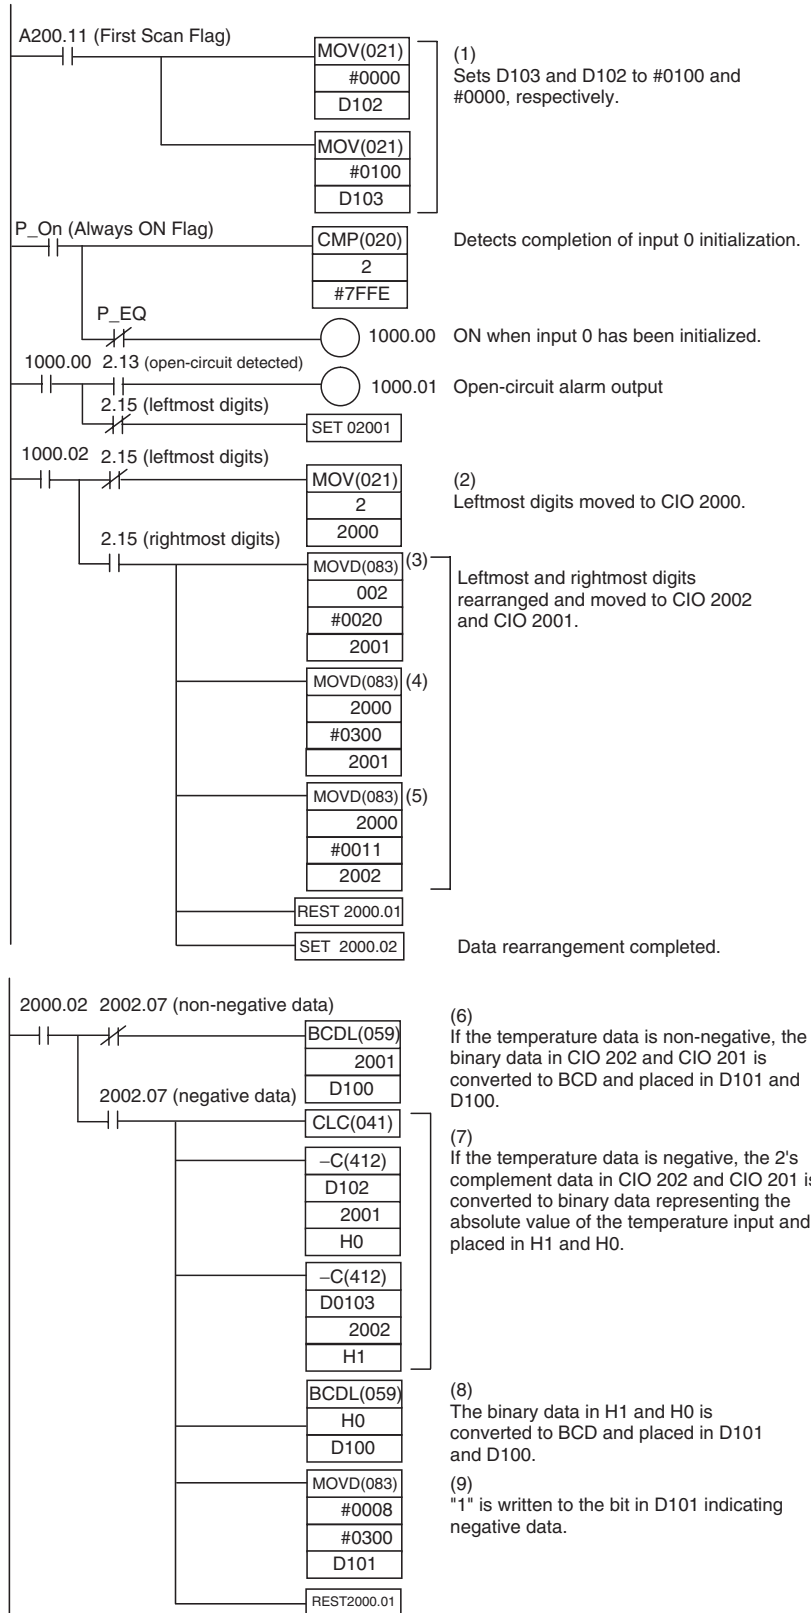 A200.11 (First Scan Flag)
MOV(021)
#0000
D102
(1)
Sets D103 and D102 to #0100 and
#0000, respectively.
MOV(021)
#0100
D103
P_On (Always ON Flag)
CMP(020)
2
#7FFE
Detects completion of input 0 initialization.
P_EQ
1000.00 ON when input 0 has been initialized.
1000.00 2.13 (open-circuit detected)
1000.01 Open-circuit alarm output
2.15 (leftmost digits)
SET 02001
1000.02 2.15 (leftmost digits)
MOV(021)
2
2000
(2)
Leftmost digits moved to CIO 2000.
2.15 (rightmost digits)
MOVD(083) (3)
002
#0020
2001
Leftmost and rightmost digits
rearranged and moved to CIO 2002
and CIO 2001.
MOVD(083) (4)
2000
#0300
2001
MOVD(083) (5)
2000
#0011
2002
REST 2000.01
SET 2000.02 Data rearrangement completed.
2000.02 2002.07 (non-negative data)
BCDL(059)
2001
D100
(6)
If the temperature data is non-negative, the
binary data in CIO 202 and CIO 201 is
converted to BCD and placed in D101 and
D100.
2002.07 (negative data)
CLC(041)
−C(412)
D102
2001
H0
(7)
If the temperature data is negative, the 2's
complement data in CIO 202 and CIO 201 is
converted to binary data representing the
absolute value of the temperature input and
placed in H1 and H0.
−C(412)
D0103
2002
H1
BCDL(059)
H0
D100
(8)
The binary data in H1 and H0 is
converted to BCD and placed in D101
and D100.
MOVD(083)
#0008
#0300
D101
(9)
"1" is written to the bit in D101 indicating
negative data.
REST2000.01